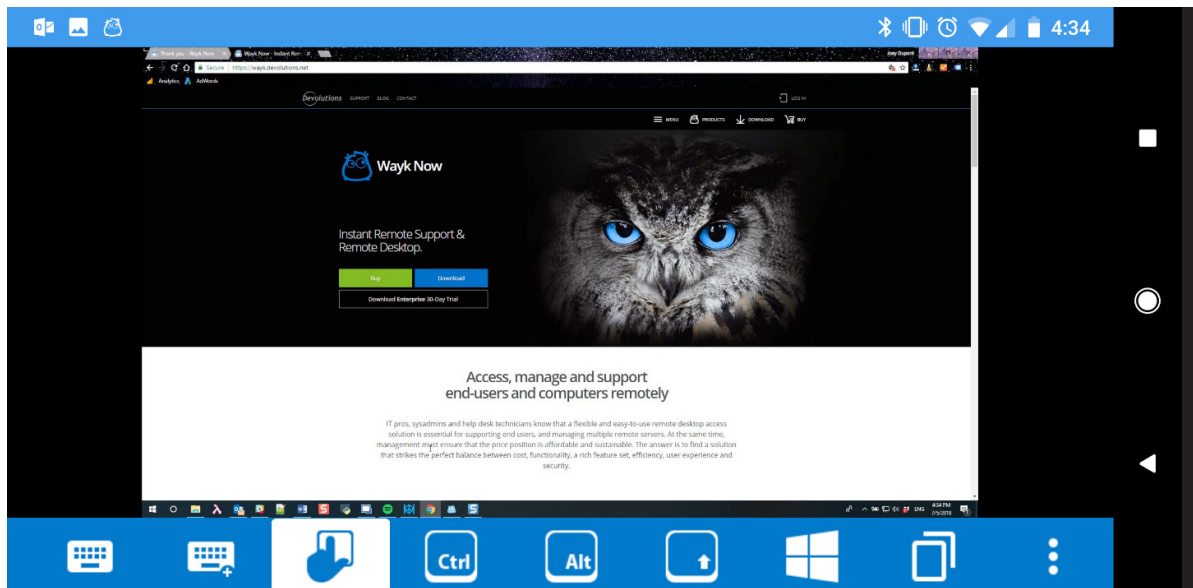 4:34
Thank you - Wayk Now
Wayk Now - Instant Rem
Joey Dupont
Secure | https://wayk.devolutions.net
Analytics
AdWords
Devolutions SUPPORT BLOG CONTACT
LOG IN
MENU PRODUCTS DOWNLOAD BUY
Wayk Now
Instant Remote Support &
Remote Desktop.
Buy Download
Download Enterprise 30-Day Trial
Access, manage and support
end-users and computers remotely
IT pros, sysadmins and help desk technicians know that a flexible and easy-to-use remote desktop access
solution is essential for supporting end users, and managing multiple remote servers. At the same time,
management must ensure that the price position is affordable and sustainable. The answer is to find a solution
that strikes the perfect balance between cost, functionality, a rich feature set, efficiency, user experience and
security.
ENG
4:34 PM
7/5/2018
Ctrl
Alt